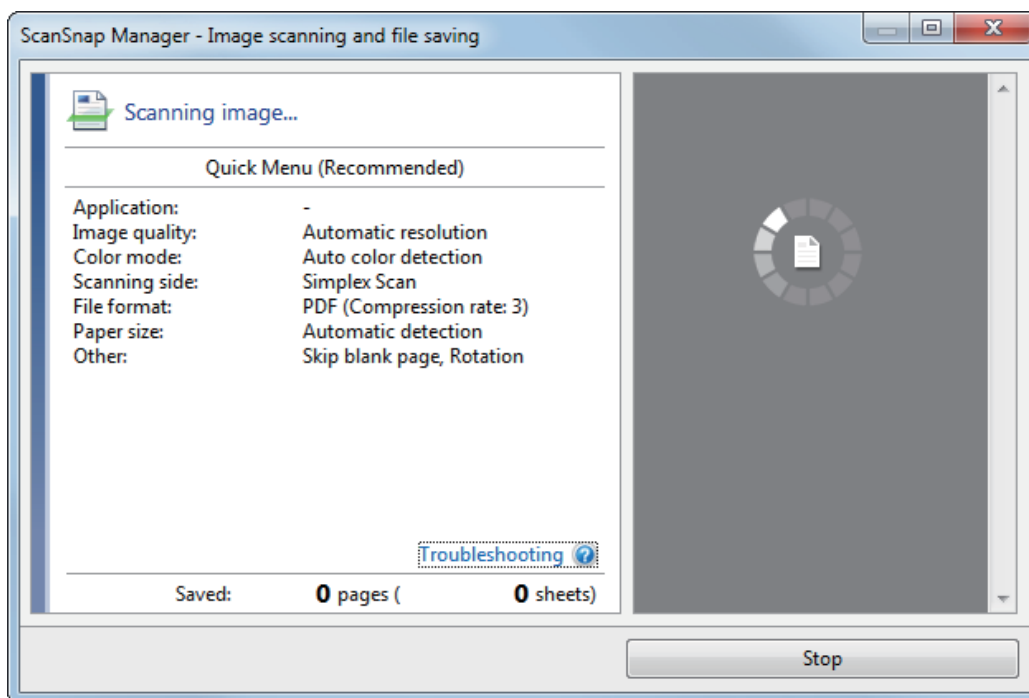 ScanSnap Manager - Image scanning and file saving
Scanning image...
Quick Menu (Recommended)
Application: -
Image quality: Automatic resolution
Color mode: Auto color detection
Scanning side: Simplex Scan
File format: PDF (Compression rate: 3)
Paper size: Automatic detection
Other: Skip blank page, Rotation
Troubleshooting ?
Saved: 0 pages ( 0 sheets)
Stop